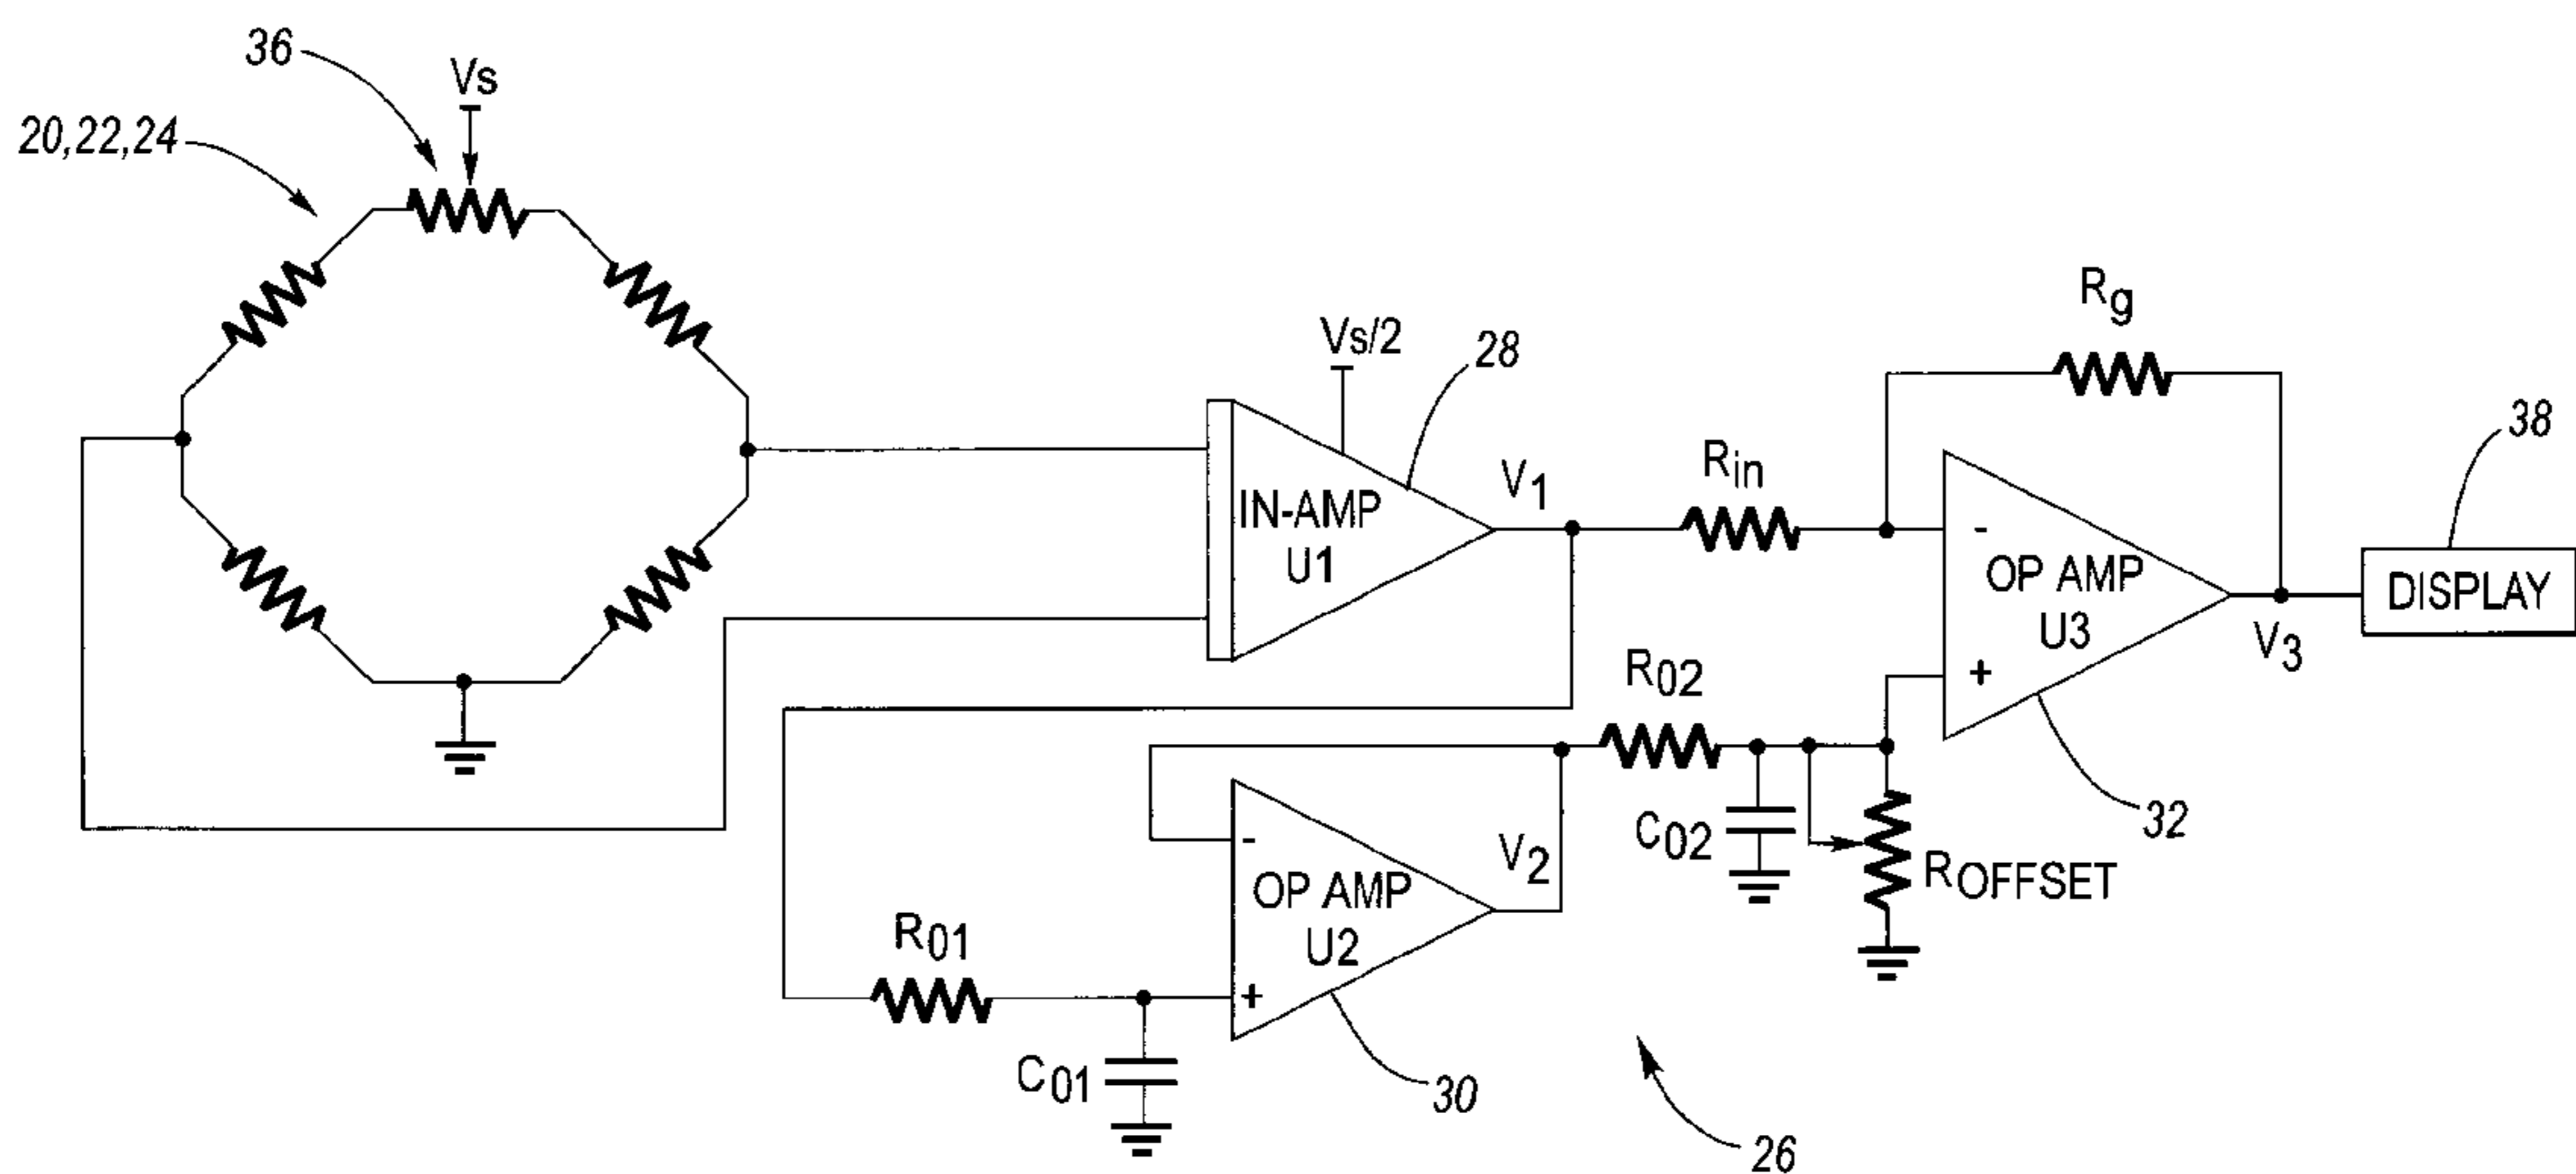 36
Vs
20,22,24
Rg
Vs/2
28
38
Rin
V1
IN-AMP
U1
-
OP AMP
U3
+
DISPLAY
V3
R02
32
C02
ROFFSET
-
OP AMP
U2
+
V2
R01
C01
30
26